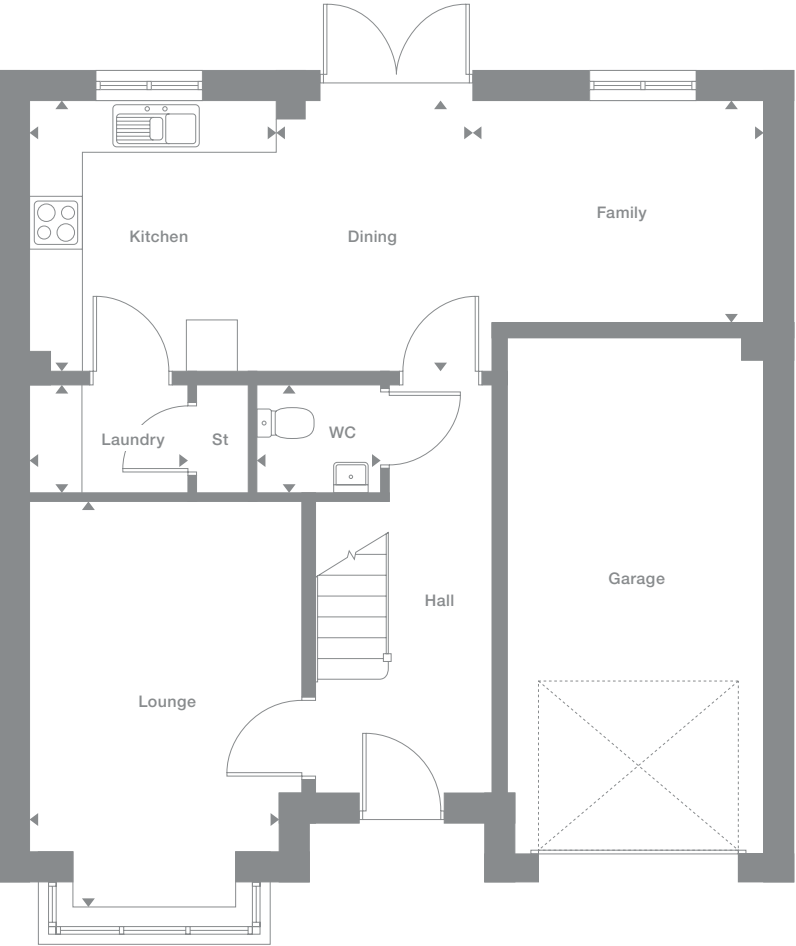 Family
Kitchen
Dining
Laundry
St
WC
Garage
Hall
Lounge